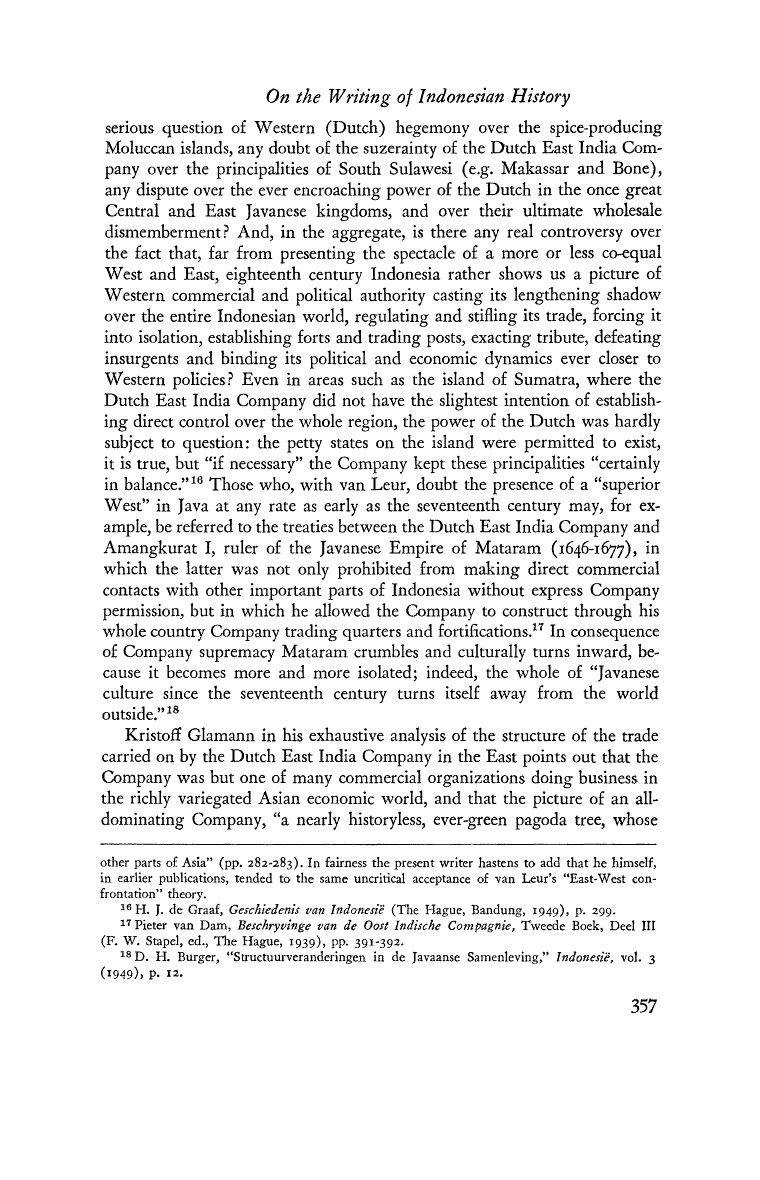 On the Writing of Indonesian History
serious question of Western (Dutch) hegemony over the spice-producing
Moluccan islands, any doubt of the suzerainty of the Dutch East India Com-
pany over the principalities of South Sulawesi (e.g. Makassar and Bone),
any dispute over the ever encroaching power of the Dutch in the once great
Central and East Javanese kingdoms, and over their ultimate wholesale
dismemberment? And, in the aggregate, is there any real controversy over
the fact that, far from presenting the spectacle of a more or less co-equal
West and East, eighteenth century Indonesia rather shows us a picture of
Western commercial and political authority casting its lengthening shadow
over the entire Indonesian world, regulating and stifling its trade, forcing it
into isolation, establishing forts and trading posts, exacting tribute, defeating
insurgents and binding its political and economic dynamics ever closer to
Western policies? Even in areas such as the island of Sumatra, where the
Dutch East India Company did not have the slightest intention of establish-
ing direct control over the whole region, the power of the Dutch was hardly
subject to question: the petty states on the island were permitted to exist,
it is true, but "if necessary" the Company kept these principalities "certainly
in balance."16 Those who, with van Leur, doubt the presence of a "superior
West" in Java at any rate as early as the seventeenth century may, for ex-
ample, be referred to the treaties between the Dutch East India Company and
Amangkurat I, ruler of the Javanese Empire of Mataram (1646-1677), in
which the latter was not only prohibited from making direct commercial
contacts with other important parts of Indonesia without express Company
permission, but in which he allowed the Company to construct through his
whole country Company trading quarters and fortifications.17 In consequence
of Company supremacy Mataram crumbles and culturally turns inward, be-
cause it becomes more and more isolated; indeed, the whole of "Javanese
culture since the seventeenth century turns itself away from the world
outside."18
Kristoff Glamann in his exhaustive analysis of the structure of the trade
carried on by the Dutch East India Company in the East points out that the
Company was but one of many commercial organizations doing business in
the richly variegated Asian economic world, and that the picture of an all-
dominating Company, "a nearly historyless, ever-green pagoda tree, whose
other parts of Asia" (pp. 282-283). In fairness the present writer hastens to add that he himself,
in earlier publications, tended to the same uncritical acceptance of van Leur's "East-West con-
frontation" theory.
16 H. J. de Graaf, Geschiedenis van Indonesië (The Hague, Bandung, 1949), p. 299.
17 Pieter van Dam, Beschryvinge van de Oost Indische Compagnie, Tweede Boek, Deel III
(F. W. Stapel, ed., The Hague, 1939), pp. 391-392.
18 D. H. Burger, "Structuurveranderingen in de Javaanse Samenleving," Indonesië, vol. 3
(1949), p. 12.
357